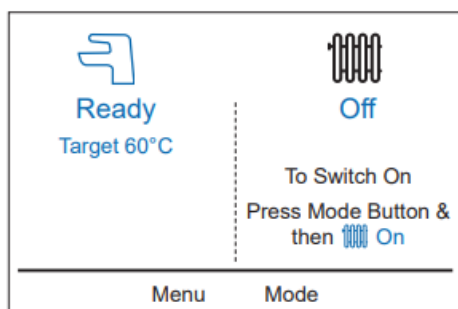 Ready
Target 60°C
Off
To Switch On
Press Mode Button &
then On
Menu Mode